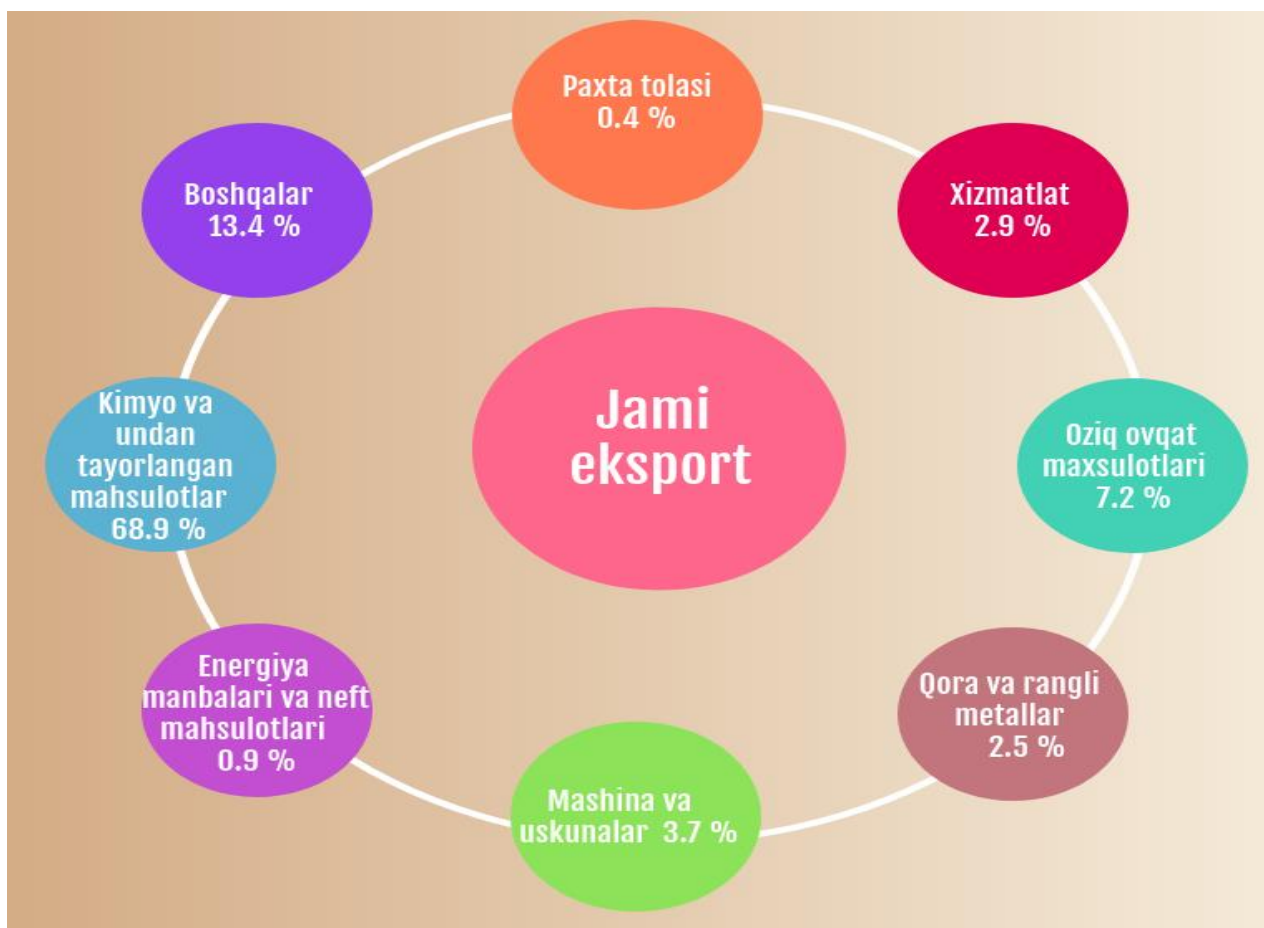 Paxta tolasi
0.4 %
Boshqalar
13.4 %
Xizmatlat
2.9 %
Jami
eksport
Kimyo va
undan
tayorlangan
mahsulotlar
68.9 %
Oziq ovqat
maxsulotlari
7.2 %
Energiya
manbalari va neft
mahsulotlari
0.9 %
Qora va rangli
metallar
2.5 %
Mashina va
uskunalar 3.7 %